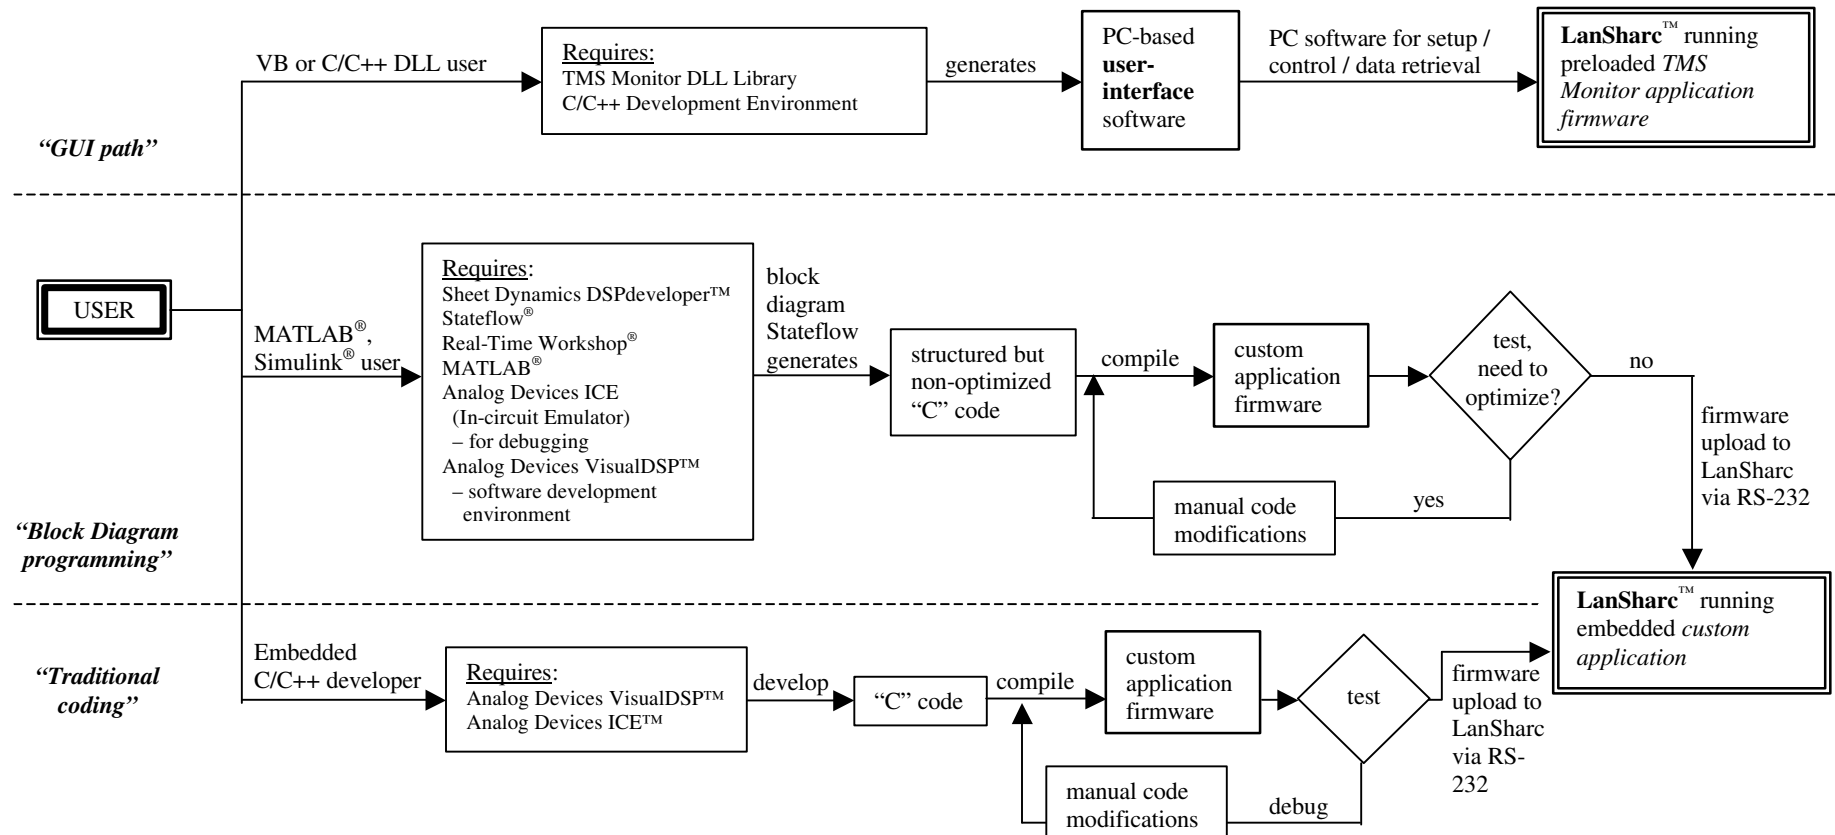 VB or C/C++ DLL user
Requires:
TMS Monitor DLL Library
C/C++ Development Environment
generates
PC-based
user-
interface
software
PC software for setup /
control / data retrieval
LanSharc™ running
preloaded TMS
Monitor application
firmware
“GUI path”
USER
MATLAB®,
Simulink® user
Requires:
Sheet Dynamics DSPdeveloper™
Stateflow®
Real-Time Workshop®
MATLAB®
Analog Devices ICE
(In-circuit Emulator)
– for debugging
Analog Devices VisualDSP™
– software development
environment
block
diagram
Stateflow
generates
structured but
non-optimized
“C” code
compile
custom
application
firmware
test,
need to
optimize?
no
yes
manual code
modifications
firmware
upload to
LanSharc
via RS-232
“Block Diagram
programming”
LanSharc™ running
embedded custom
application
“Traditional
coding”
Embedded
C/C++ developer
Requires:
Analog Devices VisualDSP™
Analog Devices ICE™
develop
“C” code
compile
custom
application
firmware
test
debug
manual code
modifications
firmware
upload to
LanSharc
via RS-
232